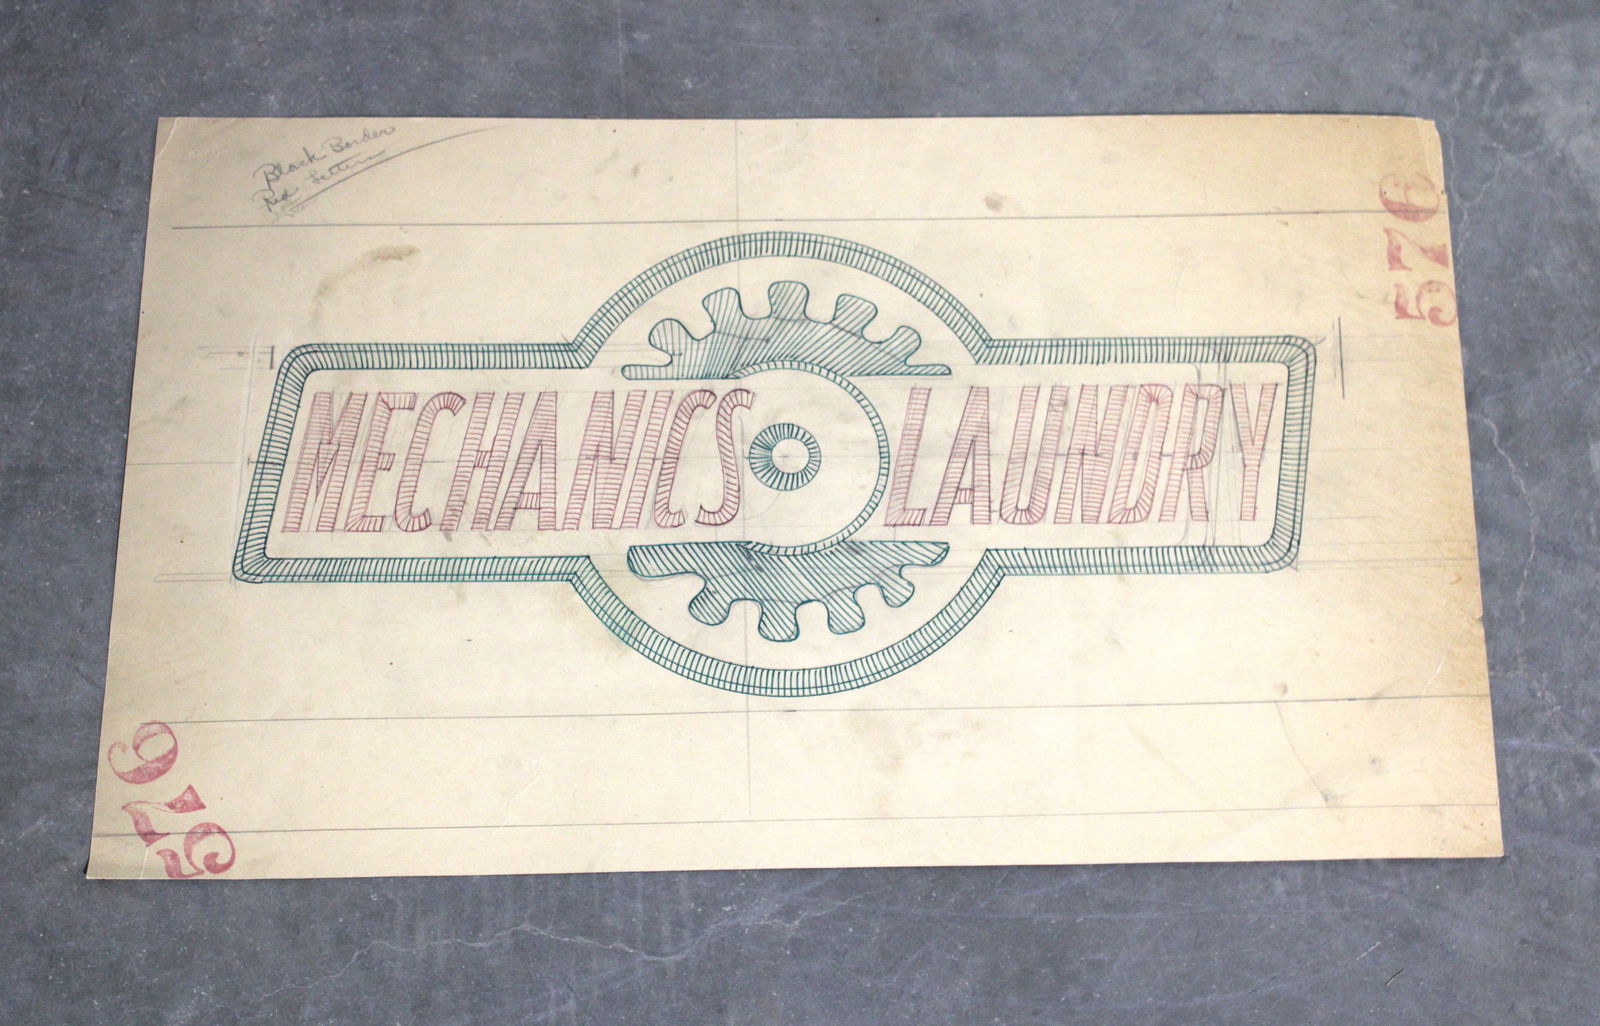 Black Border
Red Letters
576
MECHANICS LAUNDRY
576